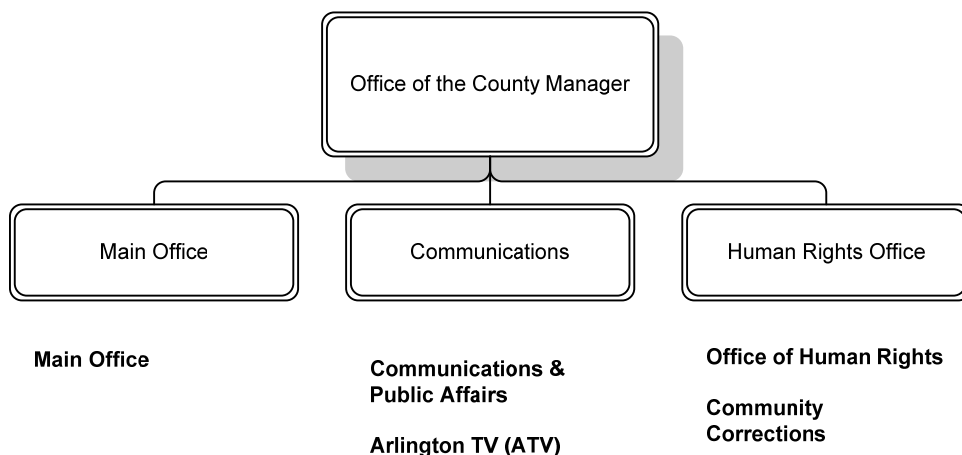 Office of the County Manager
Main Office
Communications
Human Rights Office
Main Office
Communications &
Public Affairs
Arlington TV (ATV)
Office of Human Rights
Community
Corrections